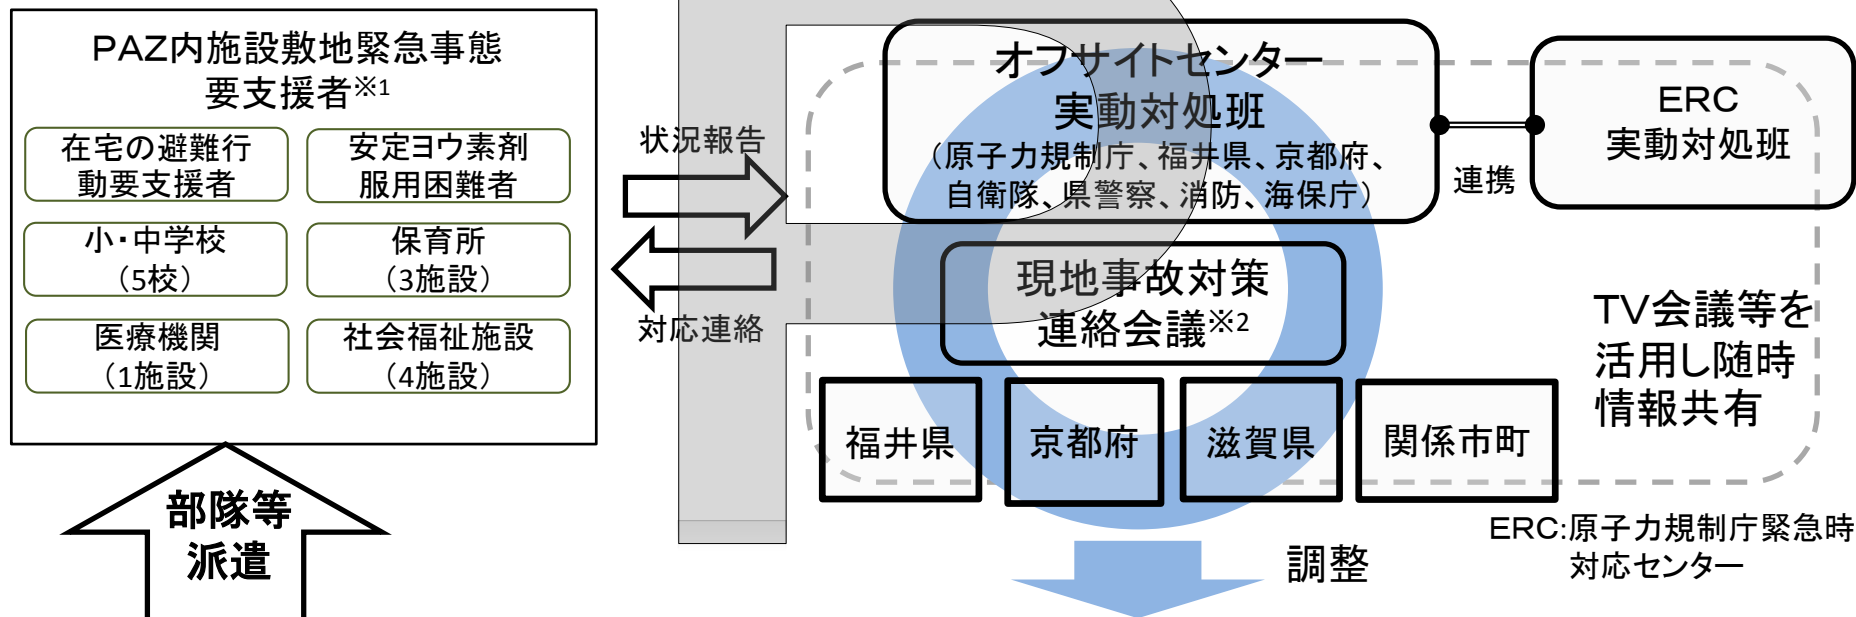 PAZ内施設敷地緊急事態
要支援者※1
在宅の避難行
動要支援者
安定ヨウ素剤
服用困難者
小・中学校
（5校）
保育所
（3施設）
医療機関
（1施設）
社会福祉施設
（4施設）
部隊等
派遣
状況報告
対応連絡
オフサイトセンター
実動対処班
（原子力規制庁、福井県、京都府、
自衛隊、県警察、消防、海保庁）
連携
ERC
実動対処班
現地事故対策
連絡会議※2
TV会議等を
活用し随時
情報共有
福井県
京都府
滋賀県
関係市町
調整
ERC:原子力規制庁緊急時
対応センター